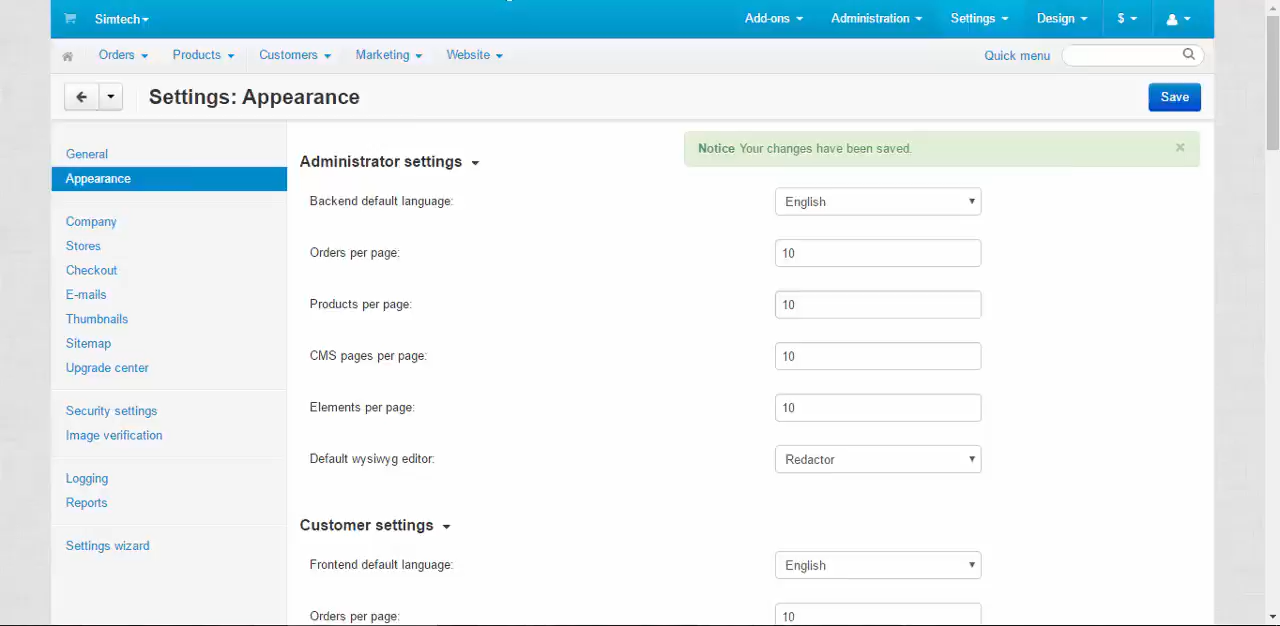 Simtech Add-ons Administration Settings Design $
Orders Products Customers Marketing Website Quick menu
Settings: Appearance Save
General
Appearance
Company
Stores
Checkout
E-mails
Thumbnails
Sitemap
Upgrade center
Security settings
Image verification
Logging
Reports
Settings wizard
Notice Your changes have been saved. ×
Administrator settings
Backend default language: English
Orders per page: 10
Products per page: 10
CMS pages per page: 10
Elements per page: 10
Default wysiwyg editor: Redactor
Customer settings
Frontend default language: English
Orders per page: 10